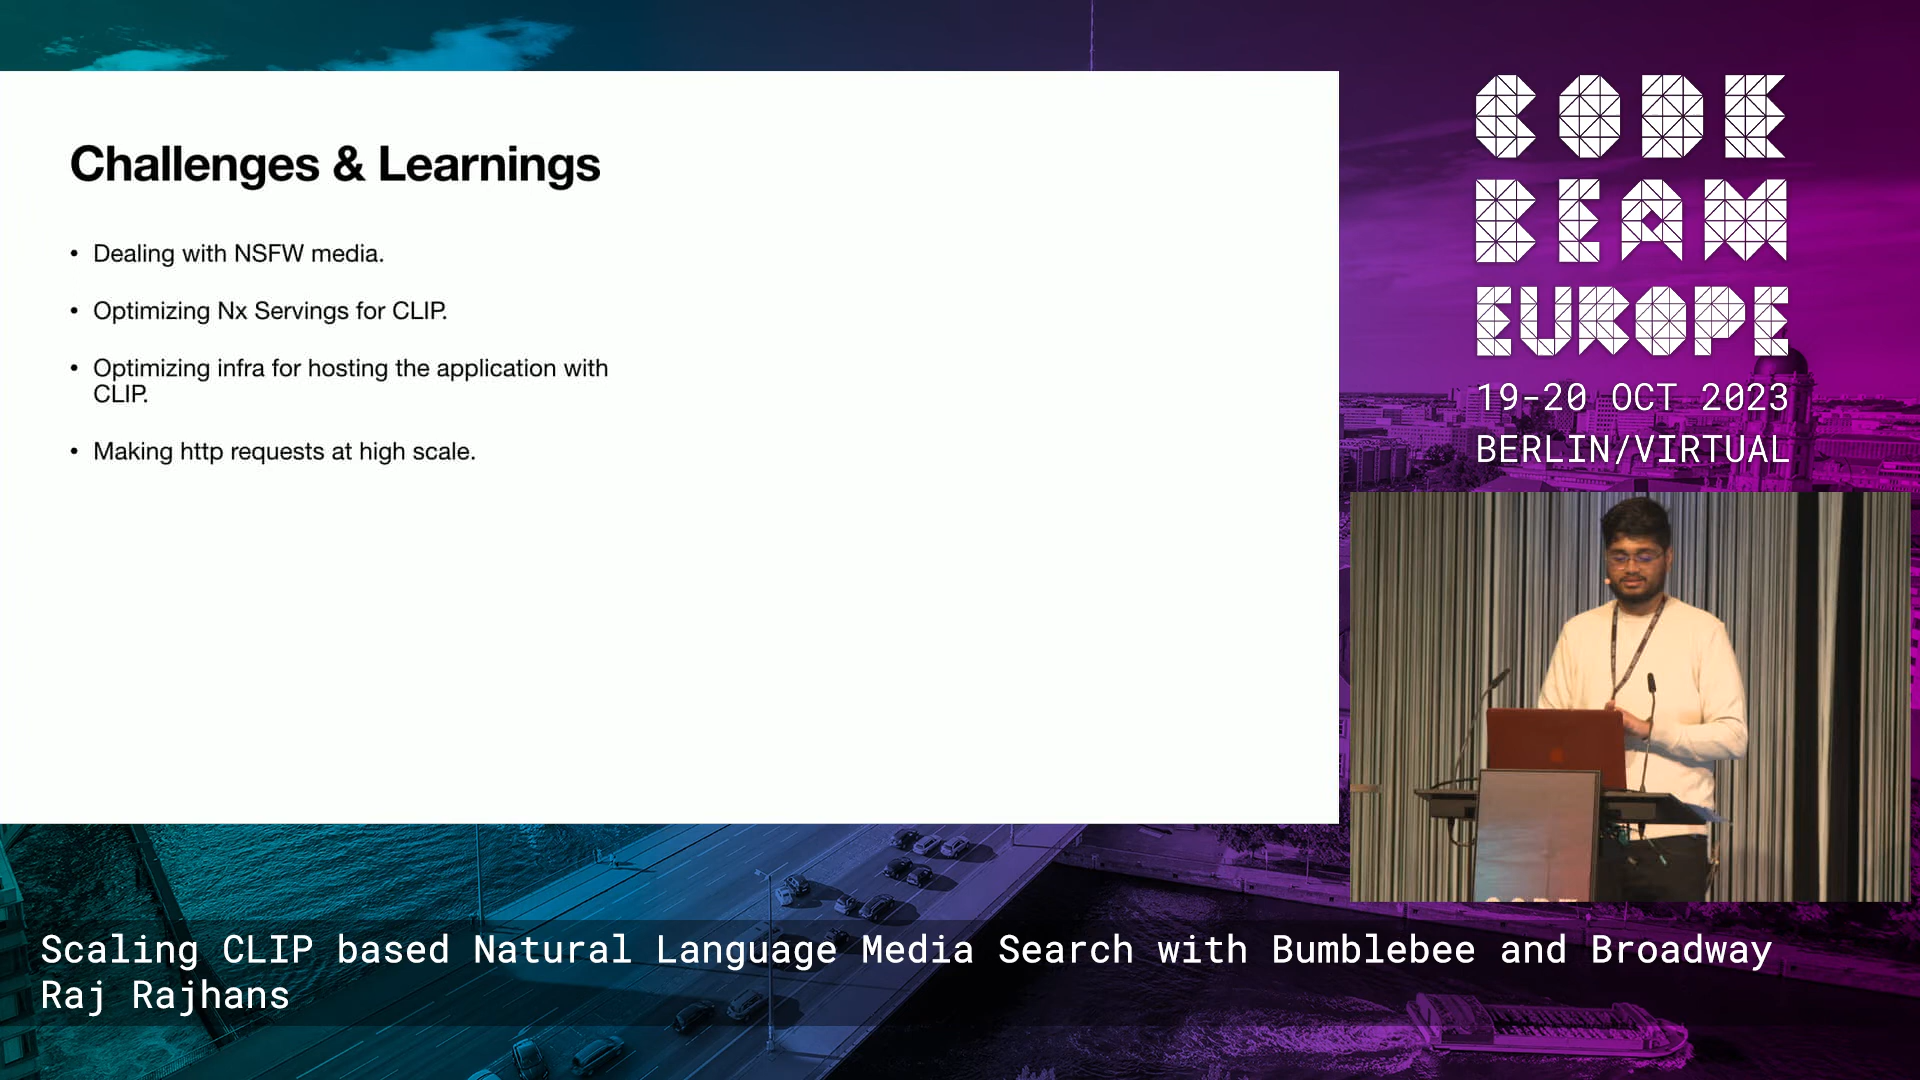 Challenges & Learnings
• Dealing with NSFW media.
• Optimizing Nx Servings for CLIP.
• Optimizing infra for hosting the application with
CLIP.
• Making http requests at high scale.
CODE
BEAM
EUROPE
19-20 OCT 2023
BERLIN/VIRTUAL
Scaling CLIP based Natural Language Media Search with Bumblebee and Broadway
Raj Rajhans